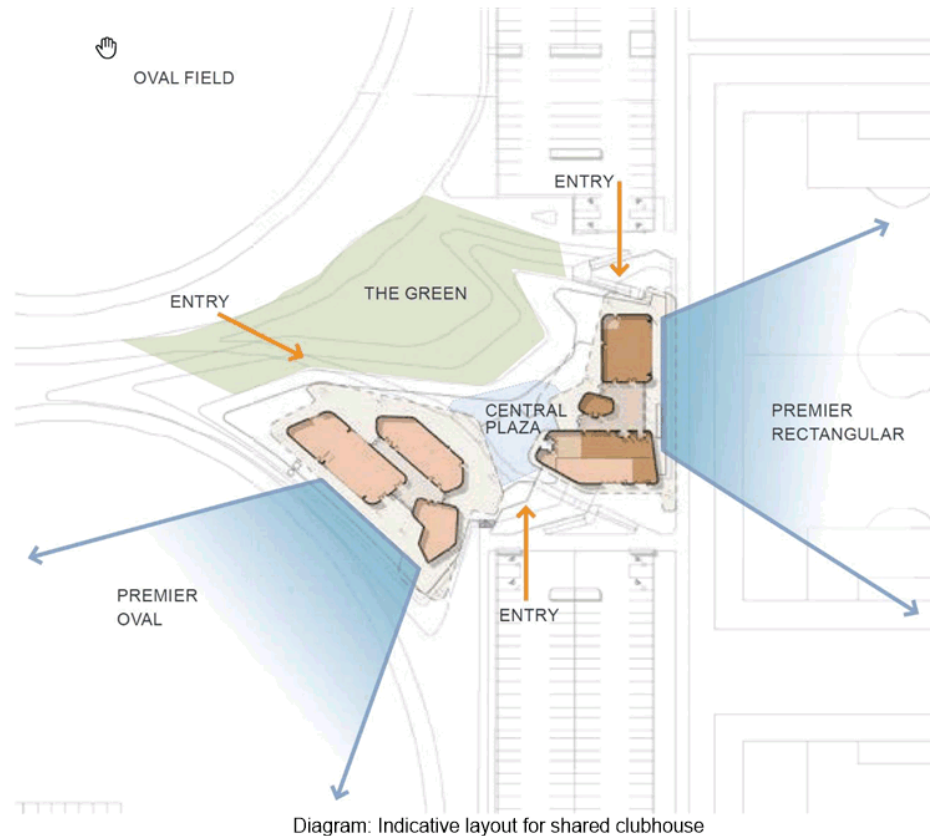 OVAL FIELD
ENTRY
THE GREEN
ENTRY
CENTRAL
PLAZA
PREMIER
RECTANGULAR
PREMIER
OVAL
ENTRY
Diagram: Indicative layout for shared clubhouse